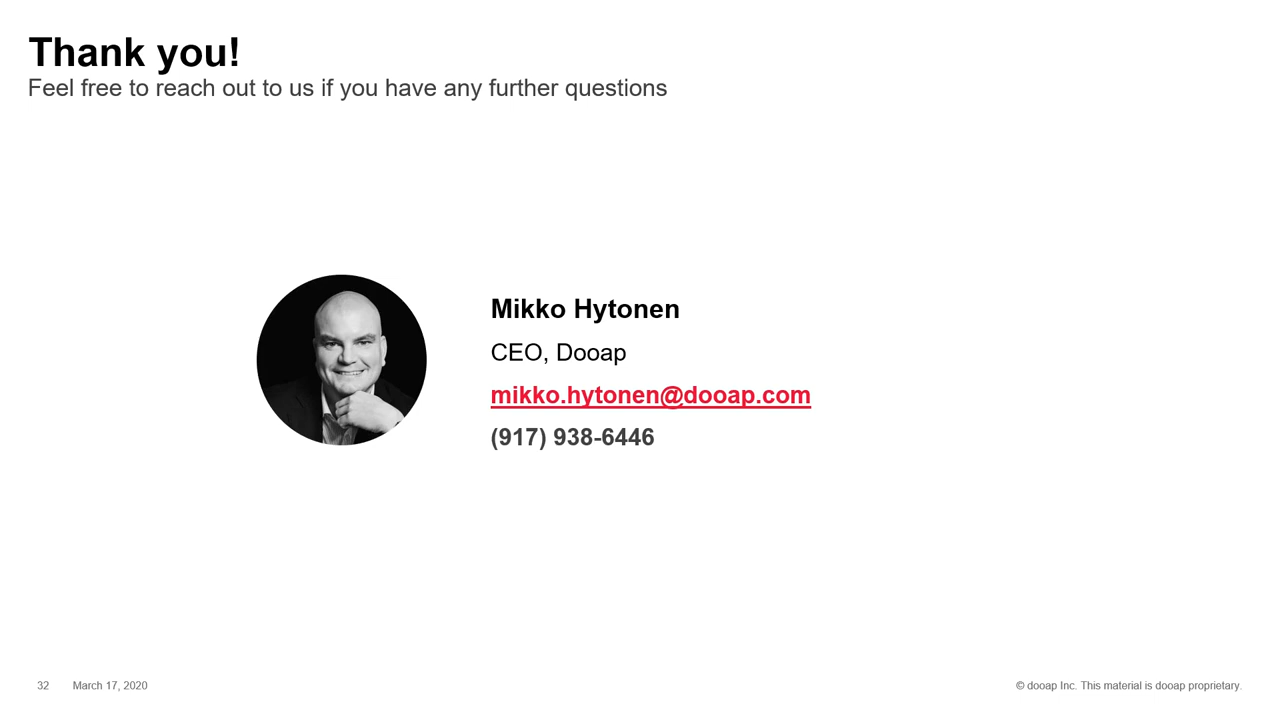 Thank you!
Feel free to reach out to us if you have any further questions
Mikko Hytonen
CEO, Dooap
mikko.hytonen@dooap.com
(917) 938-6446
32 March 17, 2020
© dooap Inc. This material is dooap proprietary.